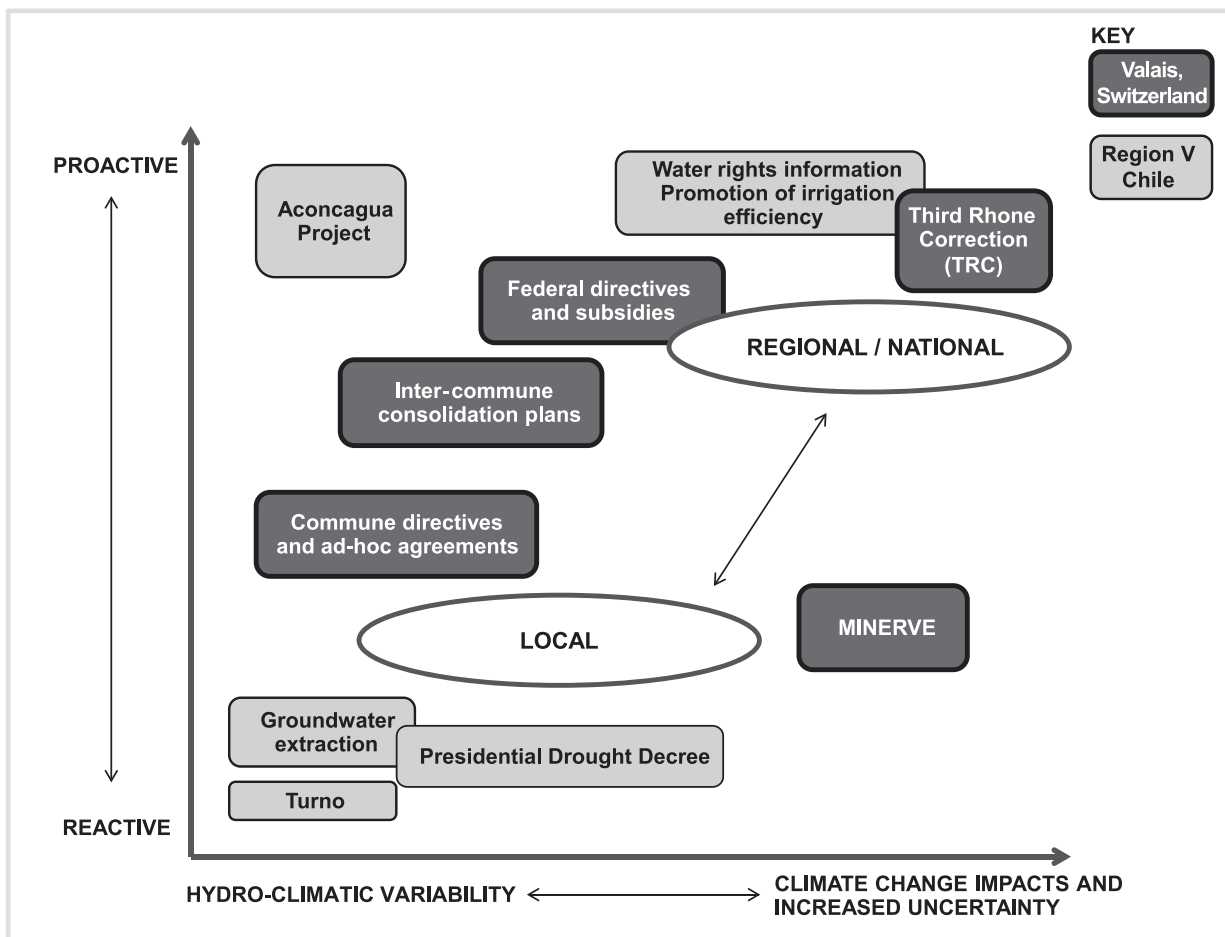 KEY
Valais,
Switzerland
Region V
Chile
PROACTIVE
Aconcagua
Project
Water rights information
Promotion of irrigation
efficiency
Third Rhone
Correction
(TRC)
Federal directives
and subsidies
REGIONAL / NATIONAL
Inter-commune
consolidation plans
Commune directives
and ad-hoc agreements
LOCAL
MINERVE
Groundwater
extraction
Presidential Drought Decree
Turno
REACTIVE
HYDRO-CLIMATIC VARIABILITY
CLIMATE CHANGE IMPACTS AND
INCREASED UNCERTAINTY